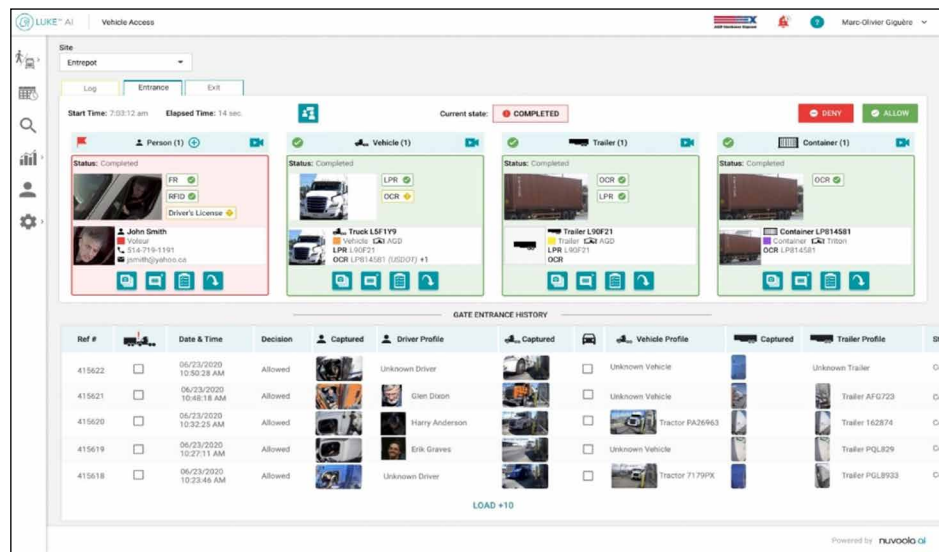 LUKE™ AI Vehicle Access Marc-Olivier Giguère
Site
Entrepot
Log Entrance Exit
Start Time: 7:03:12 am Elapsed Time: 14 sec. Current state: COMPLETED DENY ALLOW
Person (1) Vehicle (1) Trailer (1) Container (1)
Status: Completed Status: Completed Status: Completed Status: Completed
FR LPR OCR OCR
RFID OCR LPR
Driver's License
John Smith Truck L5F1Y9 Trailer L90F21 Container LP814581
Voleur Vehicle AGD Trailer AGD Container Triton
514-719-1191 LPR L90F21 LPR L90F21 OCR LP814581
jsmith@yahoo.ca OCR LP814581 (USDOT) +1 OCR
GATE ENTRANCE HISTORY
Ref # Date & Time Decision Captured Driver Profile Captured Vehicle Profile Captured Trailer Profile St
415622 06/23/2020 10:50:28 AM Allowed Unknown Driver Unknown Vehicle Unknown Trailer
415621 06/23/2020 10:48:18 AM Allowed Glen Dixon Unknown Vehicle Trailer AFG723
415620 06/23/2020 10:32:25 AM Allowed Harry Anderson Tractor PA26963 Trailer 162874
415619 06/23/2020 10:27:11 AM Allowed Erik Graves Unknown Vehicle Trailer PQL829
415618 06/23/2020 10:23:46 AM Allowed Unknown Driver Tractor 7179PX Trailer PGLB933
LOAD +10
Powered by nuvoola ai